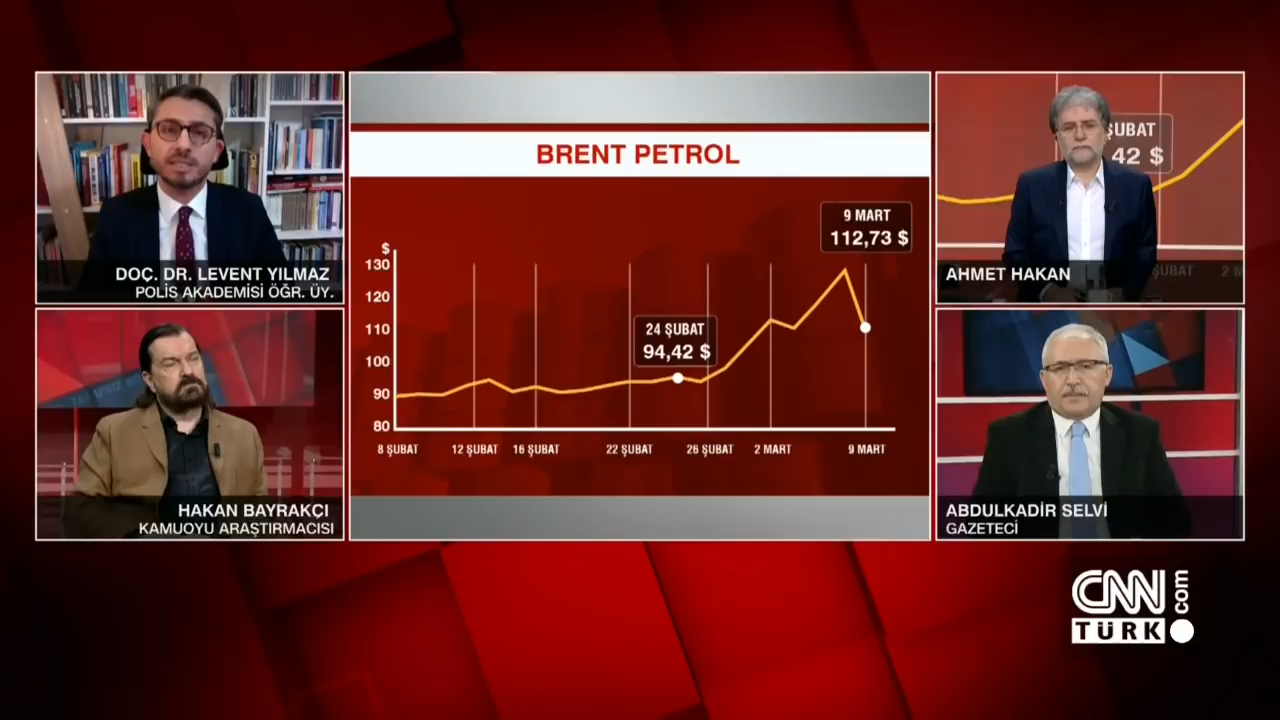 DOÇ. DR. LEVENT YILMAZ
POLİS AKADEMİSİ ÖĞR. ÜY.
HAKAN BAYRAKÇI
KAMUOYU ARAŞTIRMACISI
BRENT PETROL
9 MART
112,73 $
24 ŞUBAT
94,42 $
$
130
120
110
100
90
80
8 ŞUBAT
12 ŞUBAT
16 ŞUBAT
22 ŞUBAT
26 ŞUBAT
2 MART
9 MART
ŞUBAT
42 $
ŞUBAT
AHMET HAKAN
ABDULKADİR SELVİ
GAZETECİ
CNN
TÜRK
com